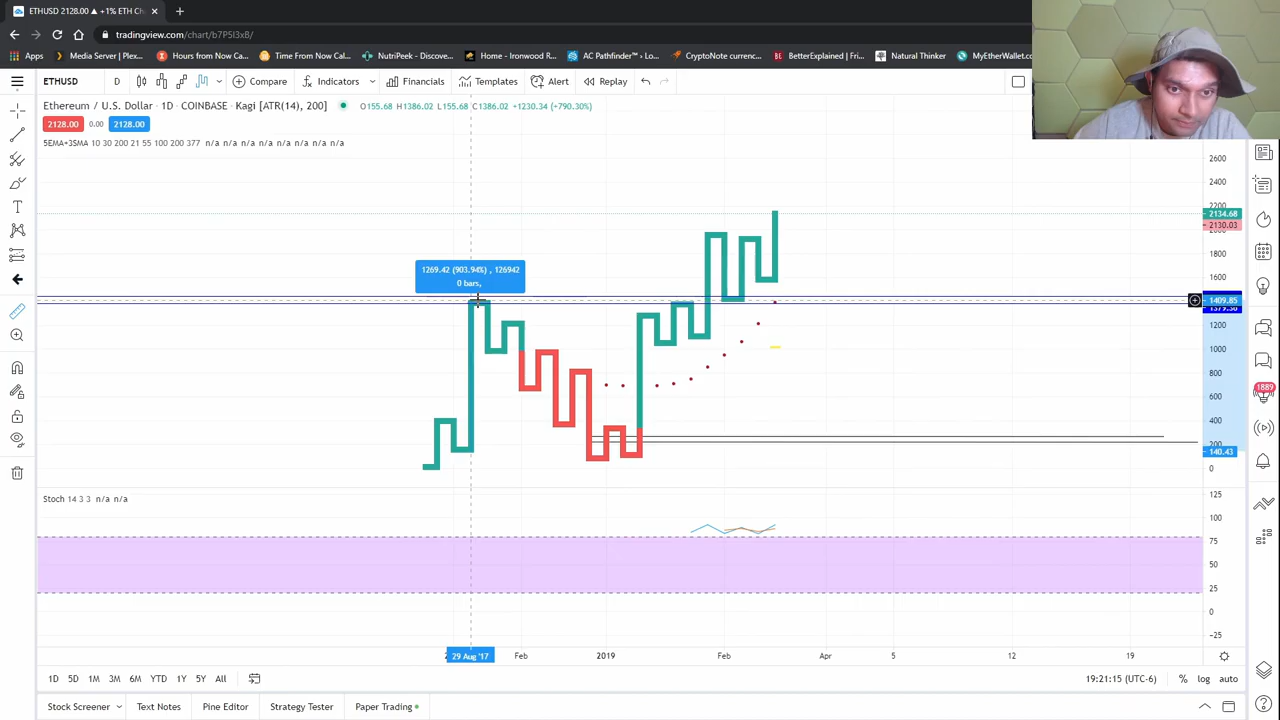 ETHUSD 2128.00 ▲ +1% ETH Ch
tradingview.com/chart/b7P5I3xB/
Apps
Media Server | Plex...
Hours from Now Cal...
Time From Now Cal...
NutriPeek - Discove...
Home - Ironwood R...
AC Pathfinder™ › Lo...
CryptoNote currenc...
BetterExplained | Fri...
Natural Thinker
MyEtherWallet.c
ETHUSD
D
Compare
Indicators
Financials
Templates
Alert
Replay
Ethereum / U.S. Dollar · 1D · COINBASE · Kagi [ATR(14), 200]
O155.68 H1386.02 L155.68 C1386.02 +1230.34 (+790.30%)
2128.00 0.00 2128.00
5EMA+3SMA 10 30 200 21 55 100 200 377 n/a n/a n/a n/a n/a n/a n/a n/a
2600
2400
2200
2134.68
2130.03
2000
1800
1600
1409.85
1200
1000
800
600
400
200
140.43
0
1269.42 (903.94%) , 126942
0 bars,
Stoch 14 3 3 n/a n/a
125
100
75
50
25
0
−25
29 Aug '17
Feb
2019
Feb
Apr
5
12
19
1889
1D
5D
1M
3M
6M
YTD
1Y
5Y
All
19:21:15 (UTC-6)
%
log
auto
Stock Screener
Text Notes
Pine Editor
Strategy Tester
Paper Trading